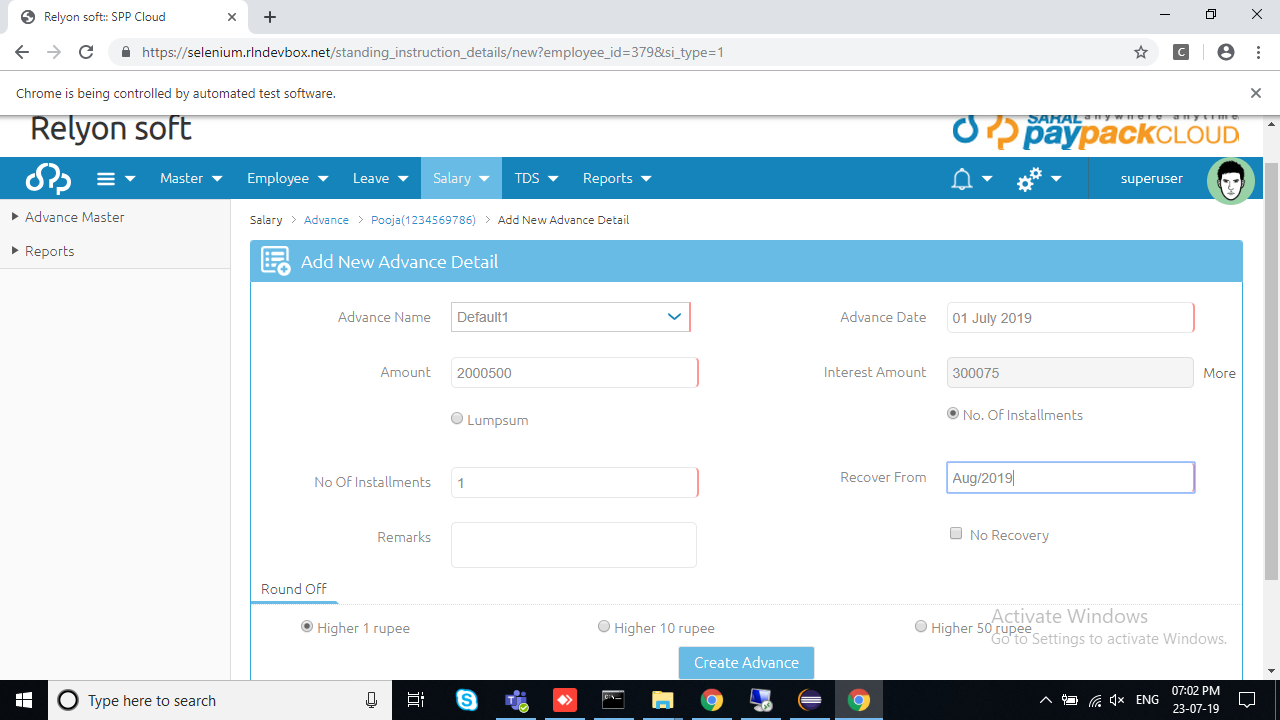 Relyon soft:: SPP Cloud
https://selenium.rlndevbox.net/standing_instruction_details/new?employee_id=379&si_type=1
C
Chrome is being controlled by automated test software.
Relyon soft
SARAL anywhere anytime
paypackCLOUD
Master Employee Leave Salary TDS Reports superuser
Advance Master
Reports
Salary > Advance > Pooja(1234569786) > Add New Advance Detail
Add New Advance Detail
Advance Name Default1 Advance Date 01 July 2019
Amount 2000500 Interest Amount 300075 More
Lumpsum No. Of Installments
No Of Installments 1 Recover From Aug/2019
Remarks No Recovery
Round Off
Higher 1 rupee Higher 10 rupee Higher 50 rupee
Activate Windows
Go to Settings to activate Windows.
Create Advance
Type here to search
ENG
07:02 PM
23-07-19